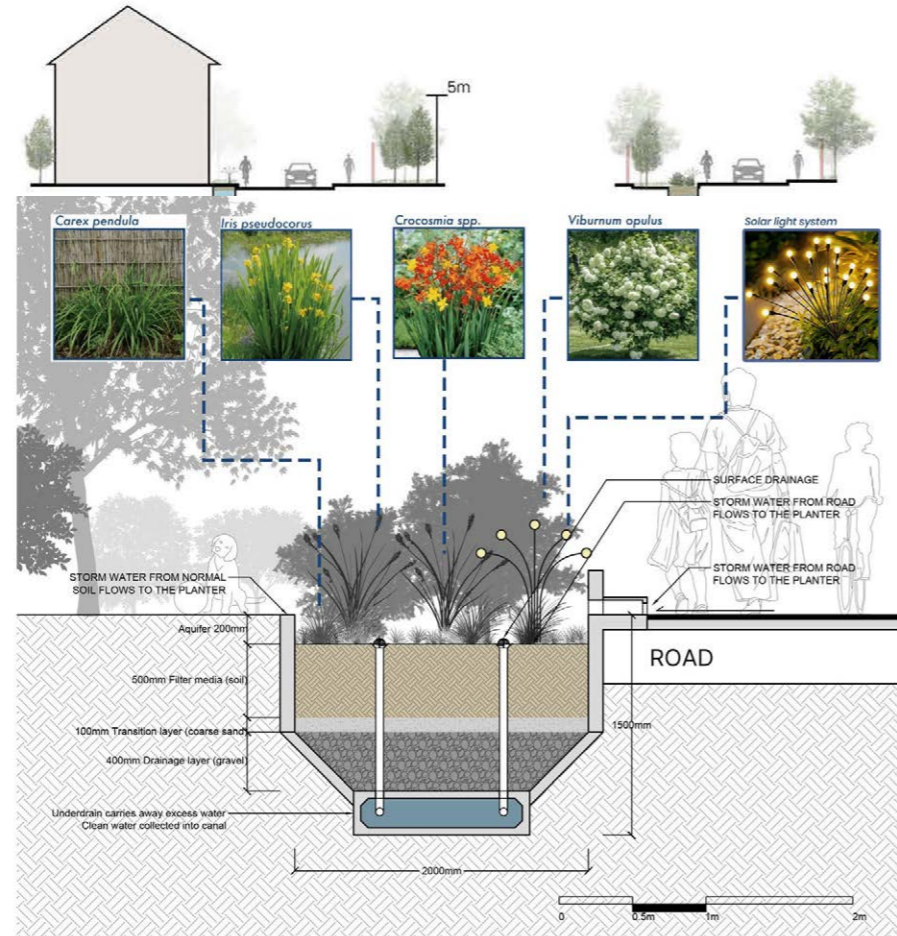 5m
Carex pendula
Iris pseudocorus
Crocosmia spp.
Viburnum opulus
Solar light system
SURFACE DRAINAGE
STORM WATER FROM ROAD
FLOWS TO THE PLANTER
STORM WATER FROM NORMAL
SOIL FLOWS TO THE PLANTER
STORM WATER FROM ROAD
FLOWS TO THE PLANTER
Aquifer 200mm
ROAD
500mm Filter media (soil)
1500mm
100mm Transition layer (coarse sand)
400mm Drainage layer (gravel)
Underdrain carries away excess water
Clean water collected into canal
2000mm
0
0.5m
1m
2m